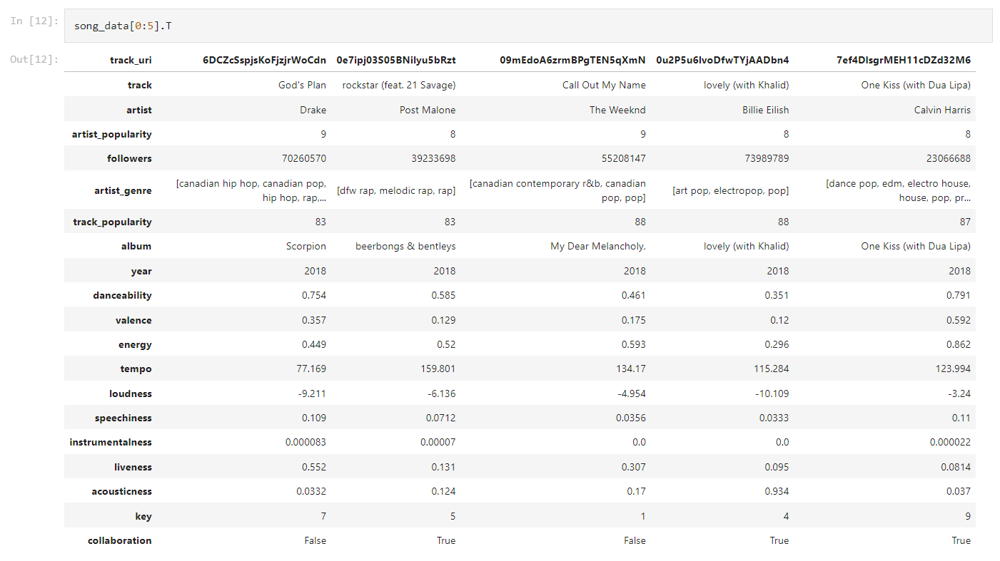 In [12]: song_data[0:5].T
Out[12]: track_uri 6DCZcSspjsKoFjzjrWoCdn 0e7ipj03S05BNilyu5bRzt 09mEdoA6zrmBPgTEN5qXmN 0u2P5u6lvoDfwTYjAADbn4 7ef4DlsgrMEH11cDZd32M6
track God's Plan rockstar (feat. 21 Savage) Call Out My Name lovely (with Khalid) One Kiss (with Dua Lipa)
artist Drake Post Malone The Weeknd Billie Eilish Calvin Harris
artist_popularity 9 8 9 8 8
followers 70260570 39233698 55208147 73989789 23066688
artist_genre [canadian hip hop, canadian pop, hip hop, rap,... [dfw rap, melodic rap, rap] [canadian contemporary r&b, canadian pop, pop] [art pop, electropop, pop] [dance pop, edm, electro house, house, pop, pr...
track_popularity 83 83 88 88 87
album Scorpion beerbongs & bentleys My Dear Melancholy, lovely (with Khalid) One Kiss (with Dua Lipa)
year 2018 2018 2018 2018 2018
danceability 0.754 0.585 0.461 0.351 0.791
valence 0.357 0.129 0.175 0.12 0.592
energy 0.449 0.52 0.593 0.296 0.862
tempo 77.169 159.801 134.17 115.284 123.994
loudness -9.211 -6.136 -4.954 -10.109 -3.24
speechiness 0.109 0.0712 0.0356 0.0333 0.11
instrumentalness 0.000083 0.00007 0.0 0.0 0.000022
liveness 0.552 0.131 0.307 0.095 0.0814
acousticness 0.0332 0.124 0.17 0.934 0.037
key 7 5 1 4 9
collaboration False True False True True